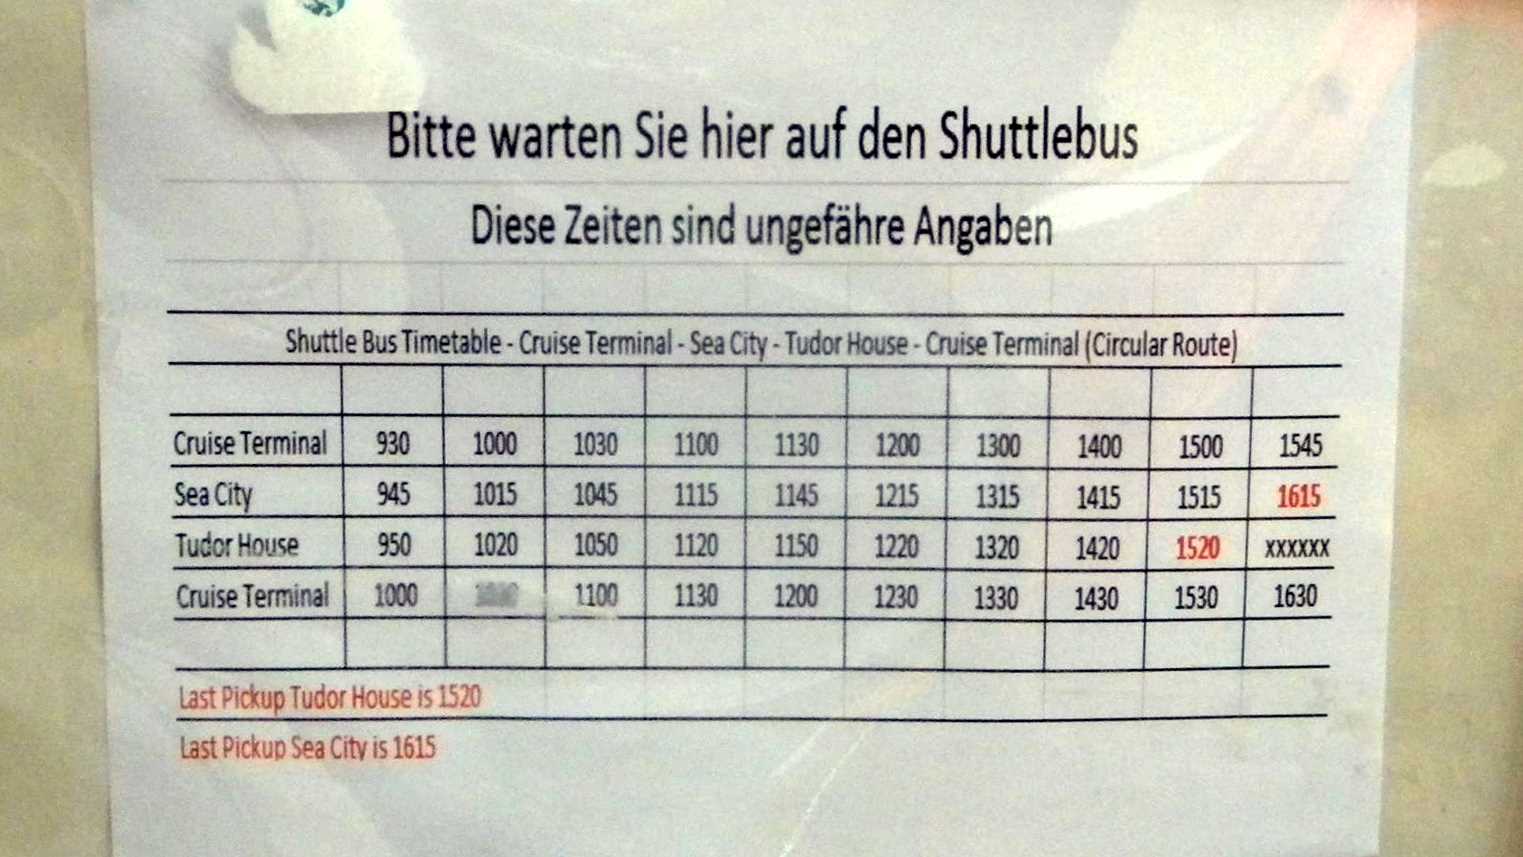 Bitte warten Sie hier auf den Shuttlebus
Diese Zeiten sind ungefähre Angaben
Shuttle Bus Timetable - Cruise Terminal - Sea City - Tudor House - Cruise Terminal (Circular Route)
Cruise Terminal 930 1000 1030 1100 1130 1200 1300 1400 1500 1545
Sea City 945 1015 1045 1115 1145 1215 1315 1415 1515 1615
Tudor House 950 1020 1050 1120 1150 1220 1320 1420 1520 xxxxxx
Cruise Terminal 1000 1100 1130 1200 1230 1330 1430 1530 1630
Last Pickup Tudor House is 1520
Last Pickup Sea City is 1615